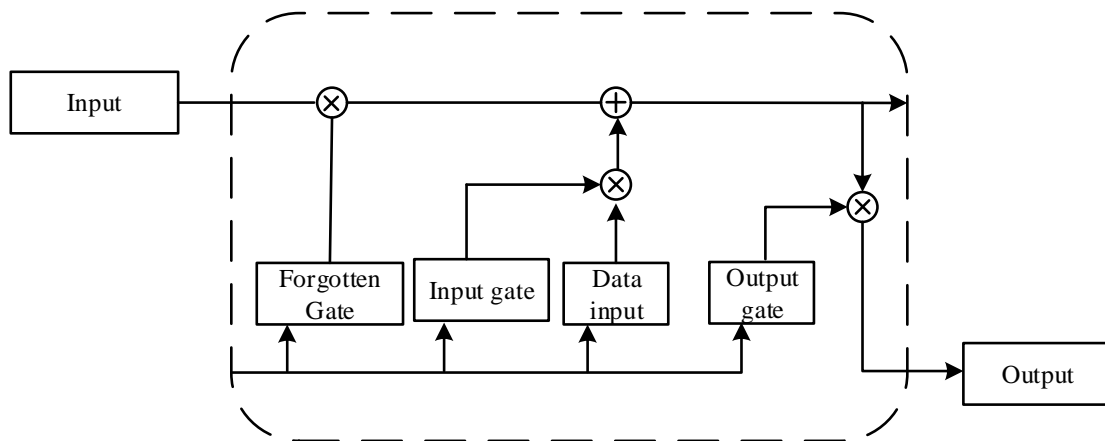 Input
Forgotten
Gate
Input gate
Data
input
Output
gate
Output